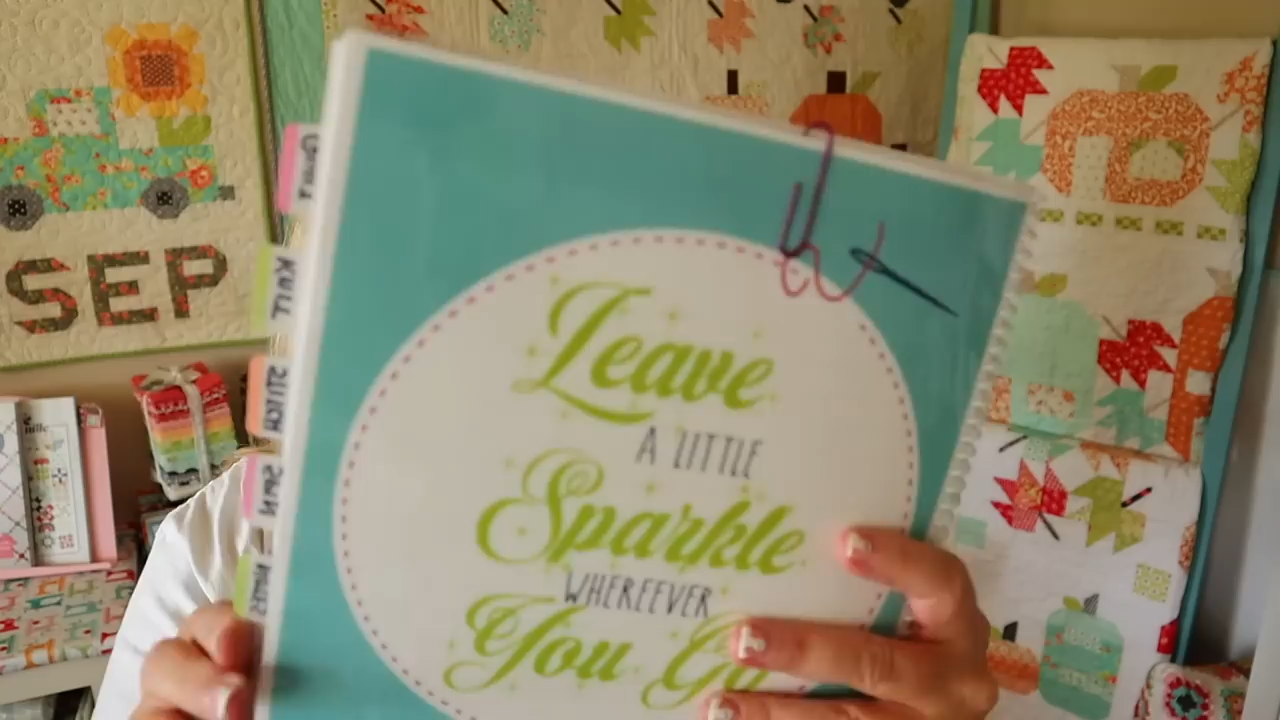 SEP
KNIT
STITCH
Leave
A LITTLE
Sparkle
WHEREEVER
You Go